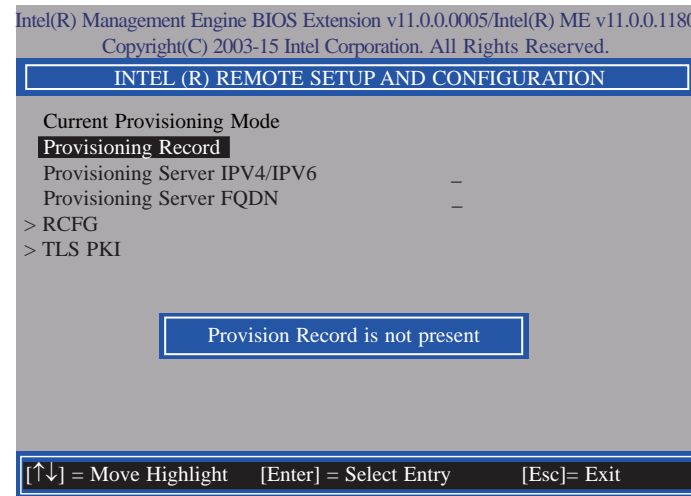 Intel(R) Management Engine BIOS Extension v11.0.0.0005/Intel(R) ME v11.0.0.1180
Copyright(C) 2003-15 Intel Corporation. All Rights Reserved.
INTEL (R) REMOTE SETUP AND CONFIGURATION
Current Provisioning Mode
Provisioning Record
Provisioning Server IPV4/IPV6 _
Provisioning Server FQDN _
> RCFG
> TLS PKI
Provision Record is not present
[↑↓] = Move Highlight [Enter] = Select Entry [Esc]= Exit